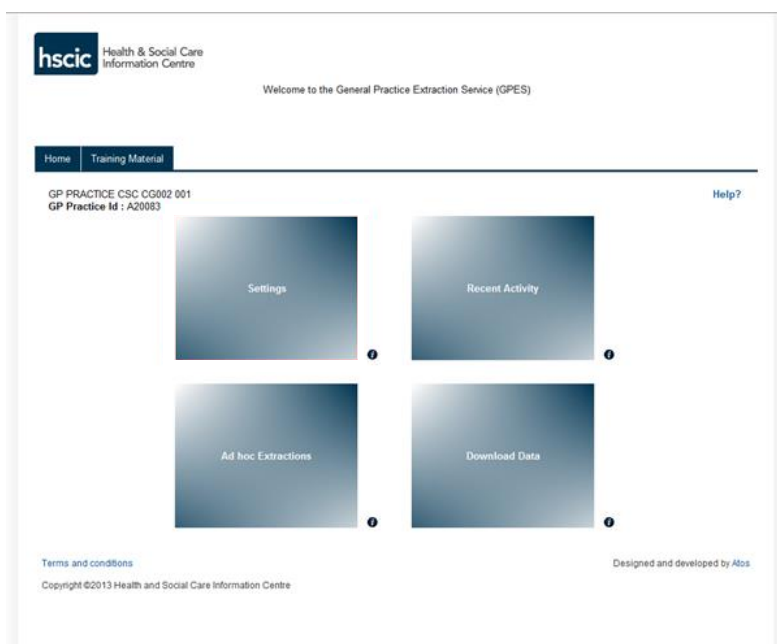 hscic Health & Social Care
Information Centre
Welcome to the General Practice Extraction Service (GPES)
Home Training Material
GP PRACTICE CSC CG002 001
Help?
GP Practice Id : A20083
Settings Recent Activity
i i
Ad hoc Extractions Download Data
i i
Terms and conditions Designed and developed by Atos
Copyright ©2013 Health and Social Care Information Centre